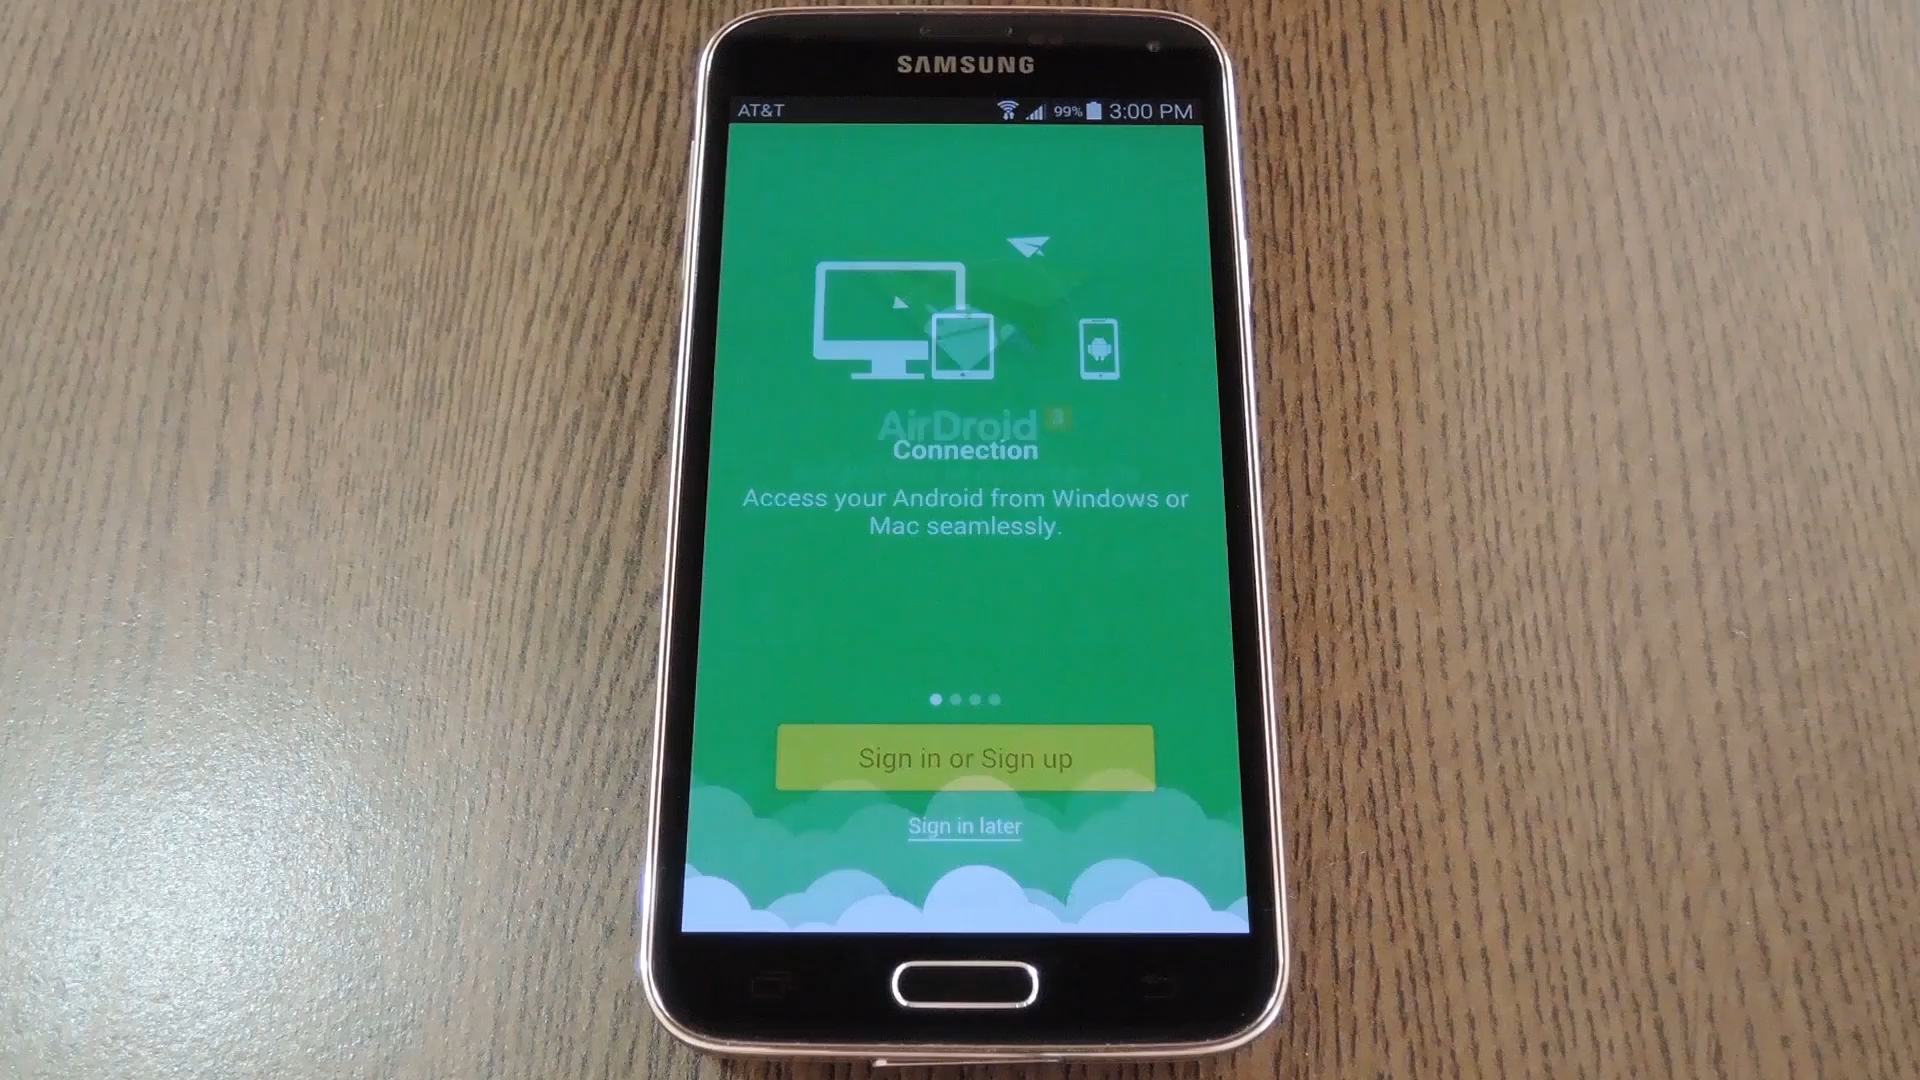 SAMSUNG
AT&T 99% 3:00 PM
AirDroid 3
Connection
Access your Android from Windows or
Mac seamlessly.
Sign in or Sign up
Sign in later